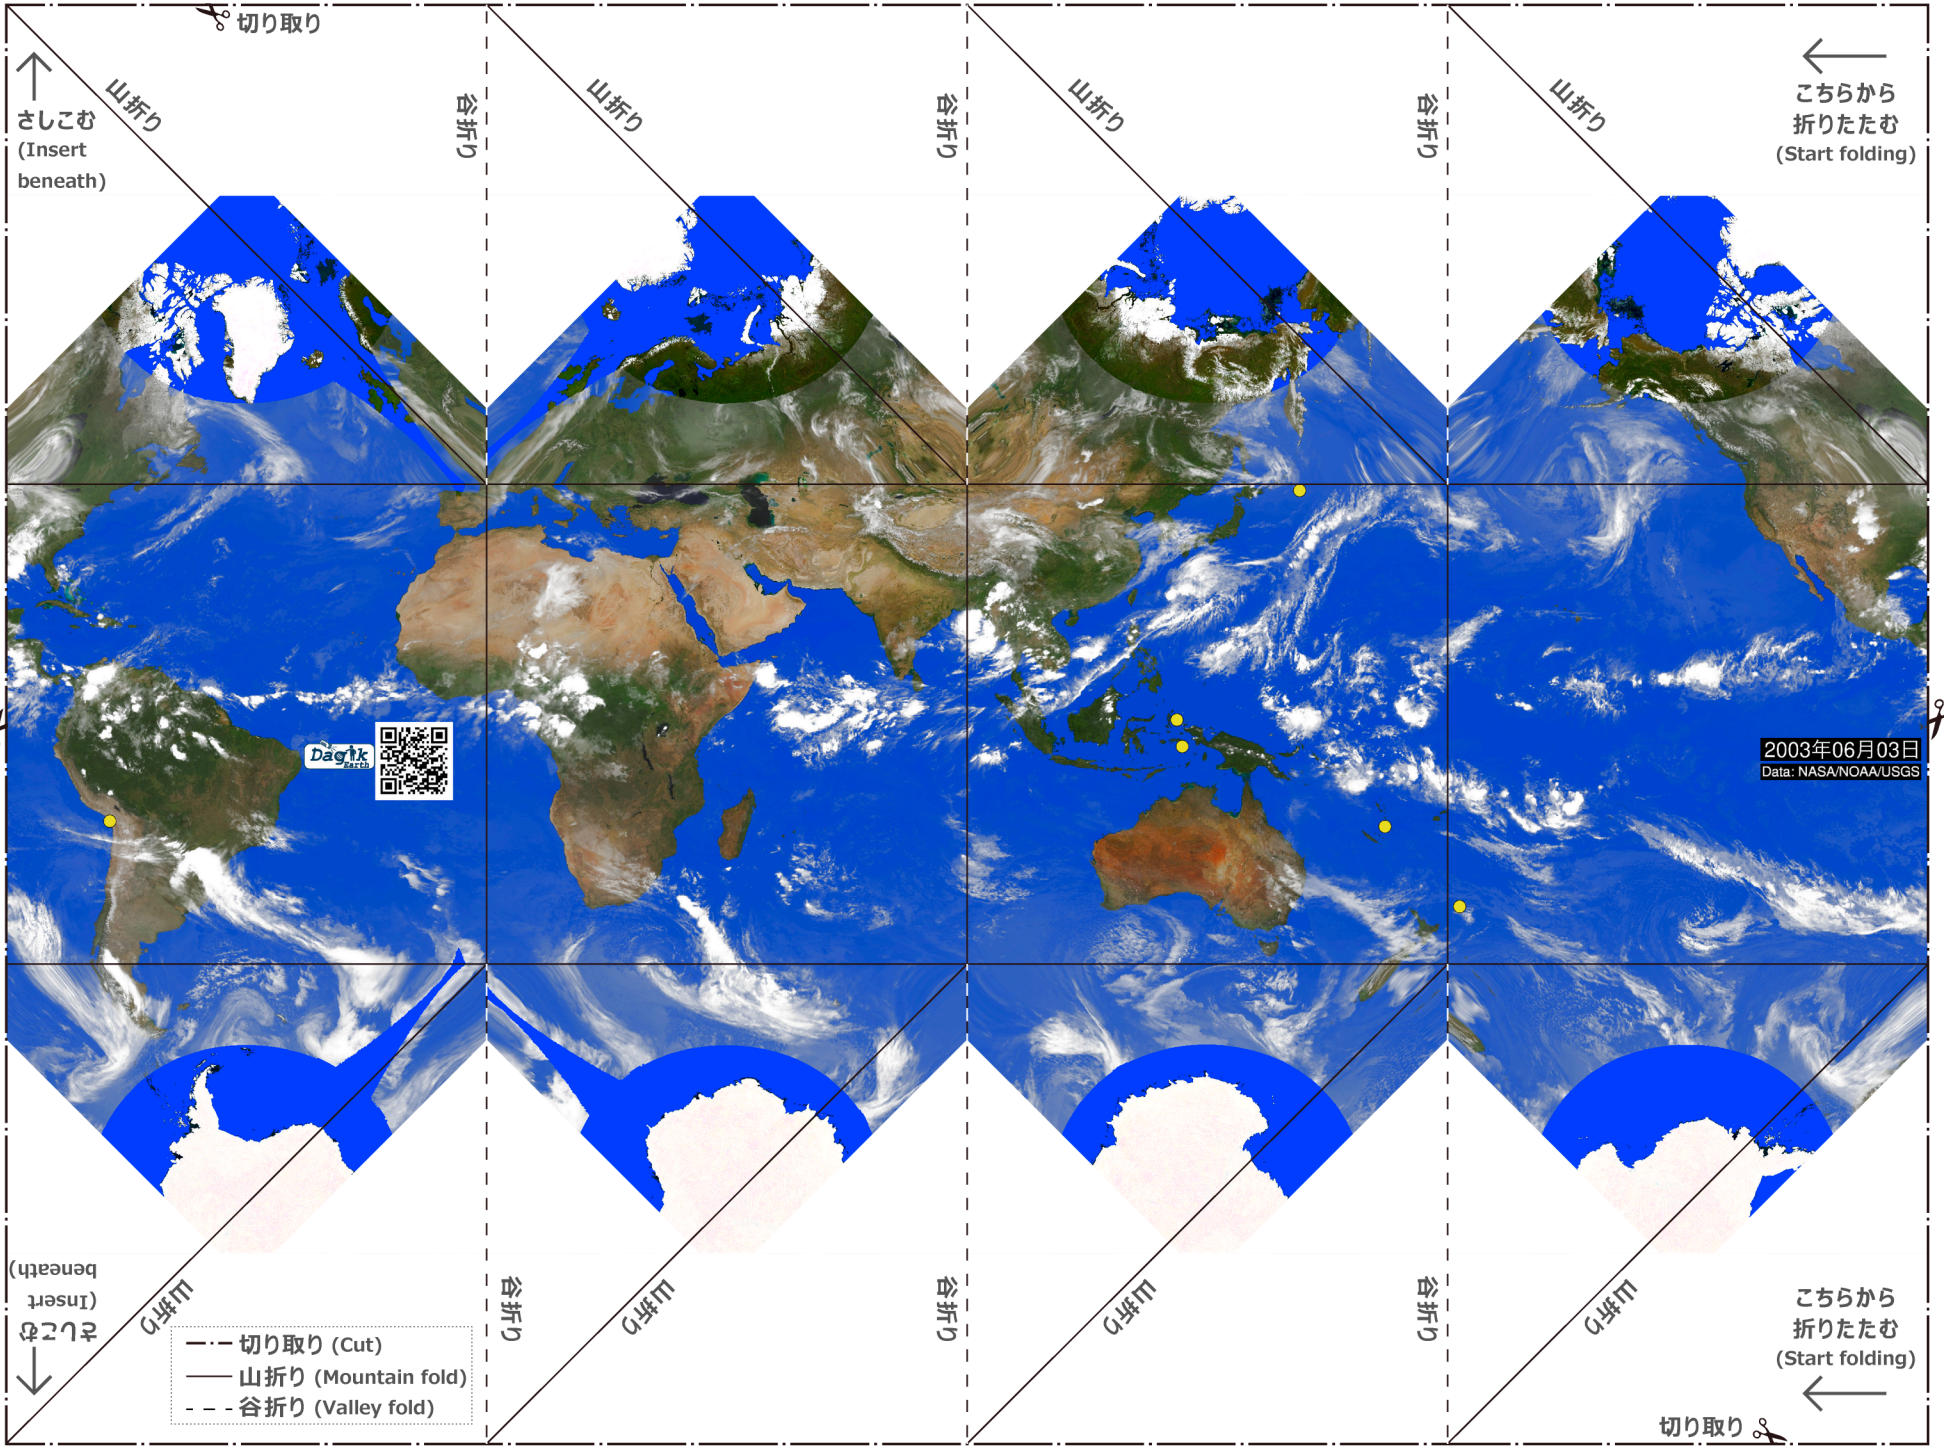 切り取り
山折り
谷折り
山折り
谷折り
山折り
谷折り
山折り
さしこむ
(Insert
beneath)
こちらから
折りたたむ
(Start folding)
Dagik
Earth
2003年06月03日
Data: NASA/NOAA/USGS
さしこむ
(Insert
beneath)
山折り
谷折り
山折り
谷折り
山折り
谷折り
山折り
こちらから
折りたたむ
(Start folding)
切り取り (Cut)
山折り (Mountain fold)
谷折り (Valley fold)
切り取り